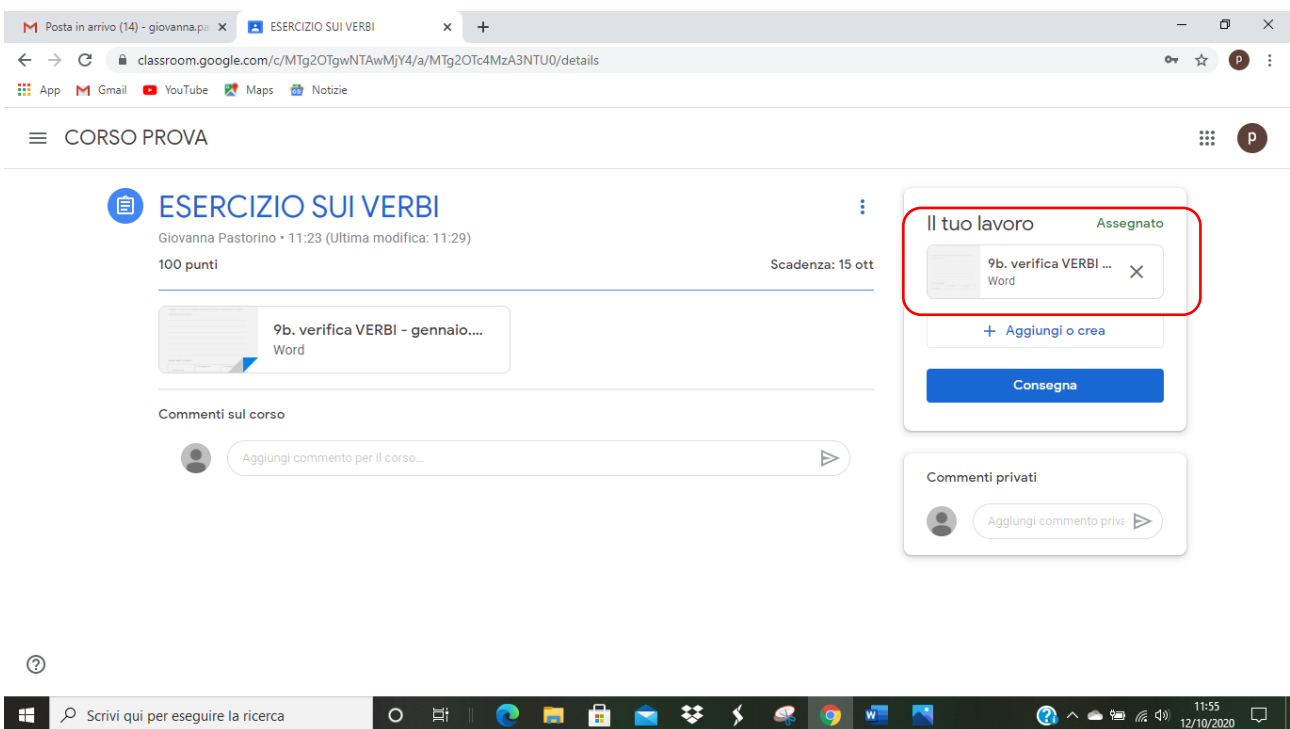 Posta in arrivo (14) - giovanna.pa
ESERCIZIO SUI VERBI
classroom.google.com/c/MTg2OTgwNTAwMjY4/a/MTg2OTc4MzA3NTU0/details
P
App Gmail YouTube Maps Notizie
CORSO PROVA
p
ESERCIZIO SUI VERBI
Giovanna Pastorino • 11:23 (Ultima modifica: 11:29)
100 punti
Scadenza: 15 ott
9b. verifica VERBI - gennaio....
Word
Commenti sul corso
Aggiungi commento per il corso...
Il tuo lavoro
Assegnato
9b. verifica VERBI ...
Word
+ Aggiungi o crea
Consegna
Commenti privati
Aggiungi commento priva
Scrivi qui per eseguire la ricerca
11:55
12/10/2020